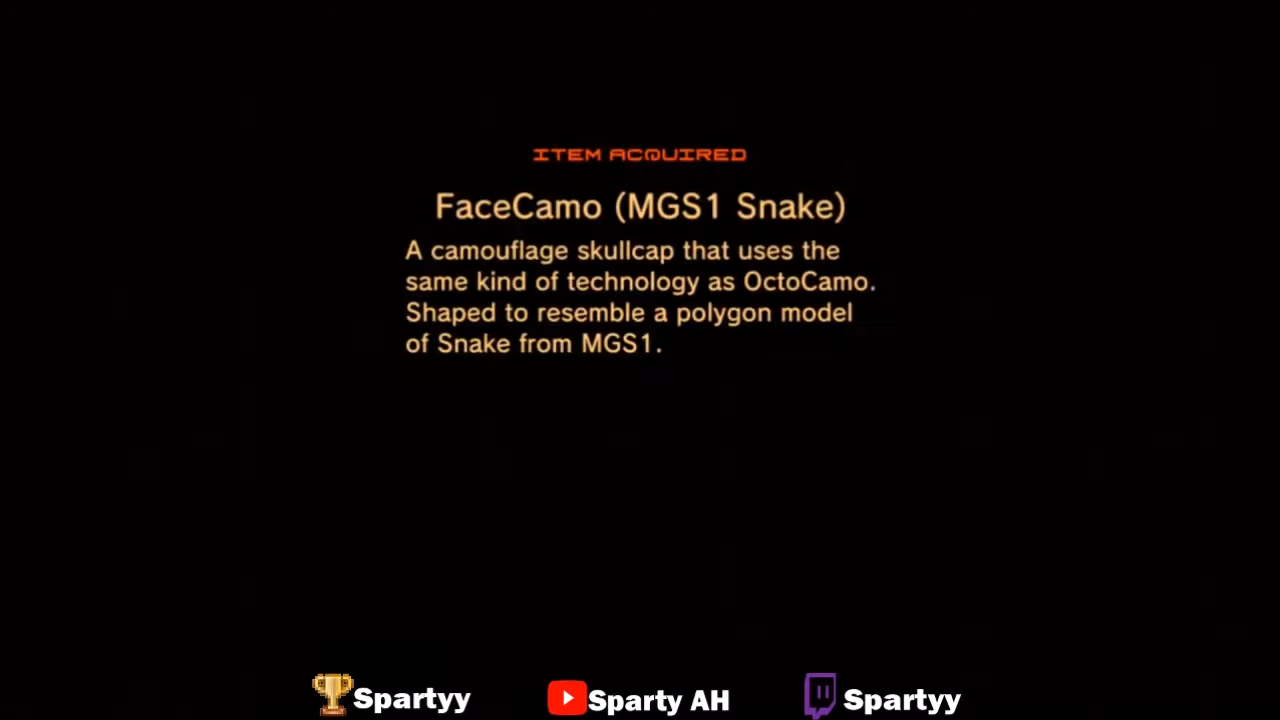 ITEM ACQUIRED
FaceCamo (MGS1 Snake)
A camouflage skullcap that uses the
same kind of technology as OctoCamo.
Shaped to resemble a polygon model
of Snake from MGS1.
Spartyy Sparty AH Spartyy